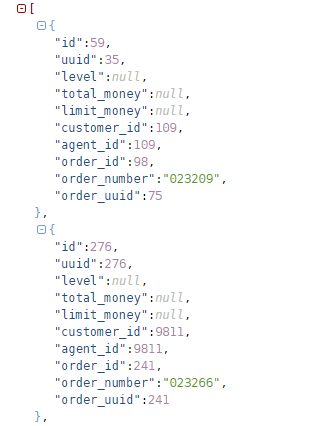 [
{
"id":59,
"uuid":35,
"level":null,
"total_money":null,
"limit_money":null,
"customer_id":109,
"agent_id":109,
"order_id":98,
"order_number":"023209",
"order_uuid":75
},
{
"id":276,
"uuid":276,
"level":null,
"total_money":null,
"limit_money":null,
"customer_id":9811,
"agent_id":9811,
"order_id":241,
"order_number":"023266",
"order_uuid":241
},